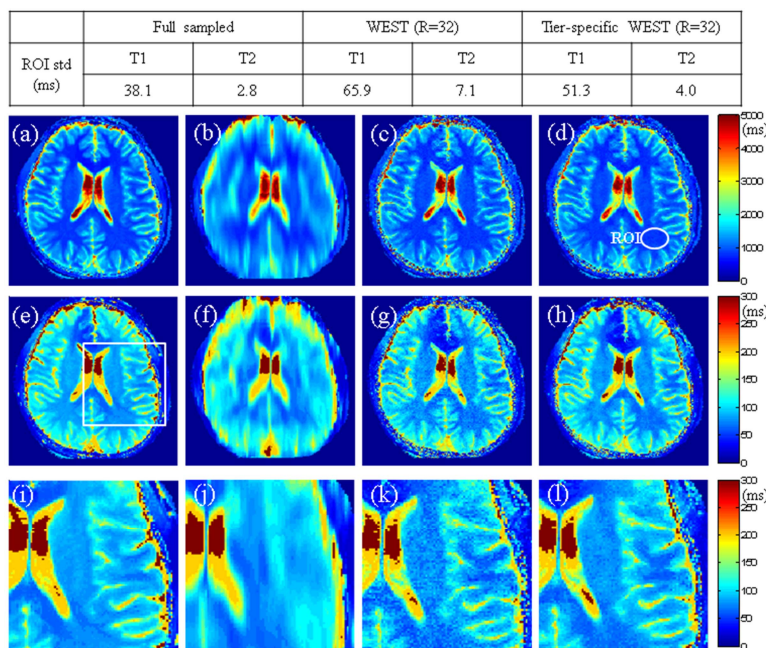 Full sampled WEST (R=32) Tier-specific WEST (R=32)
ROI std (ms) T1 T2 T1 T2 T1 T2
38.1 2.8 65.9 7.1 51.3 4.0
(a) (b) (c) (d)
ROI
5000 (ms)
4000
3000
2000
1000
0
(e) (f) (g) (h)
300 (ms)
250
200
150
100
50
0
(i) (j) (k) (l)
300 (ms)
250
200
150
100
50
0